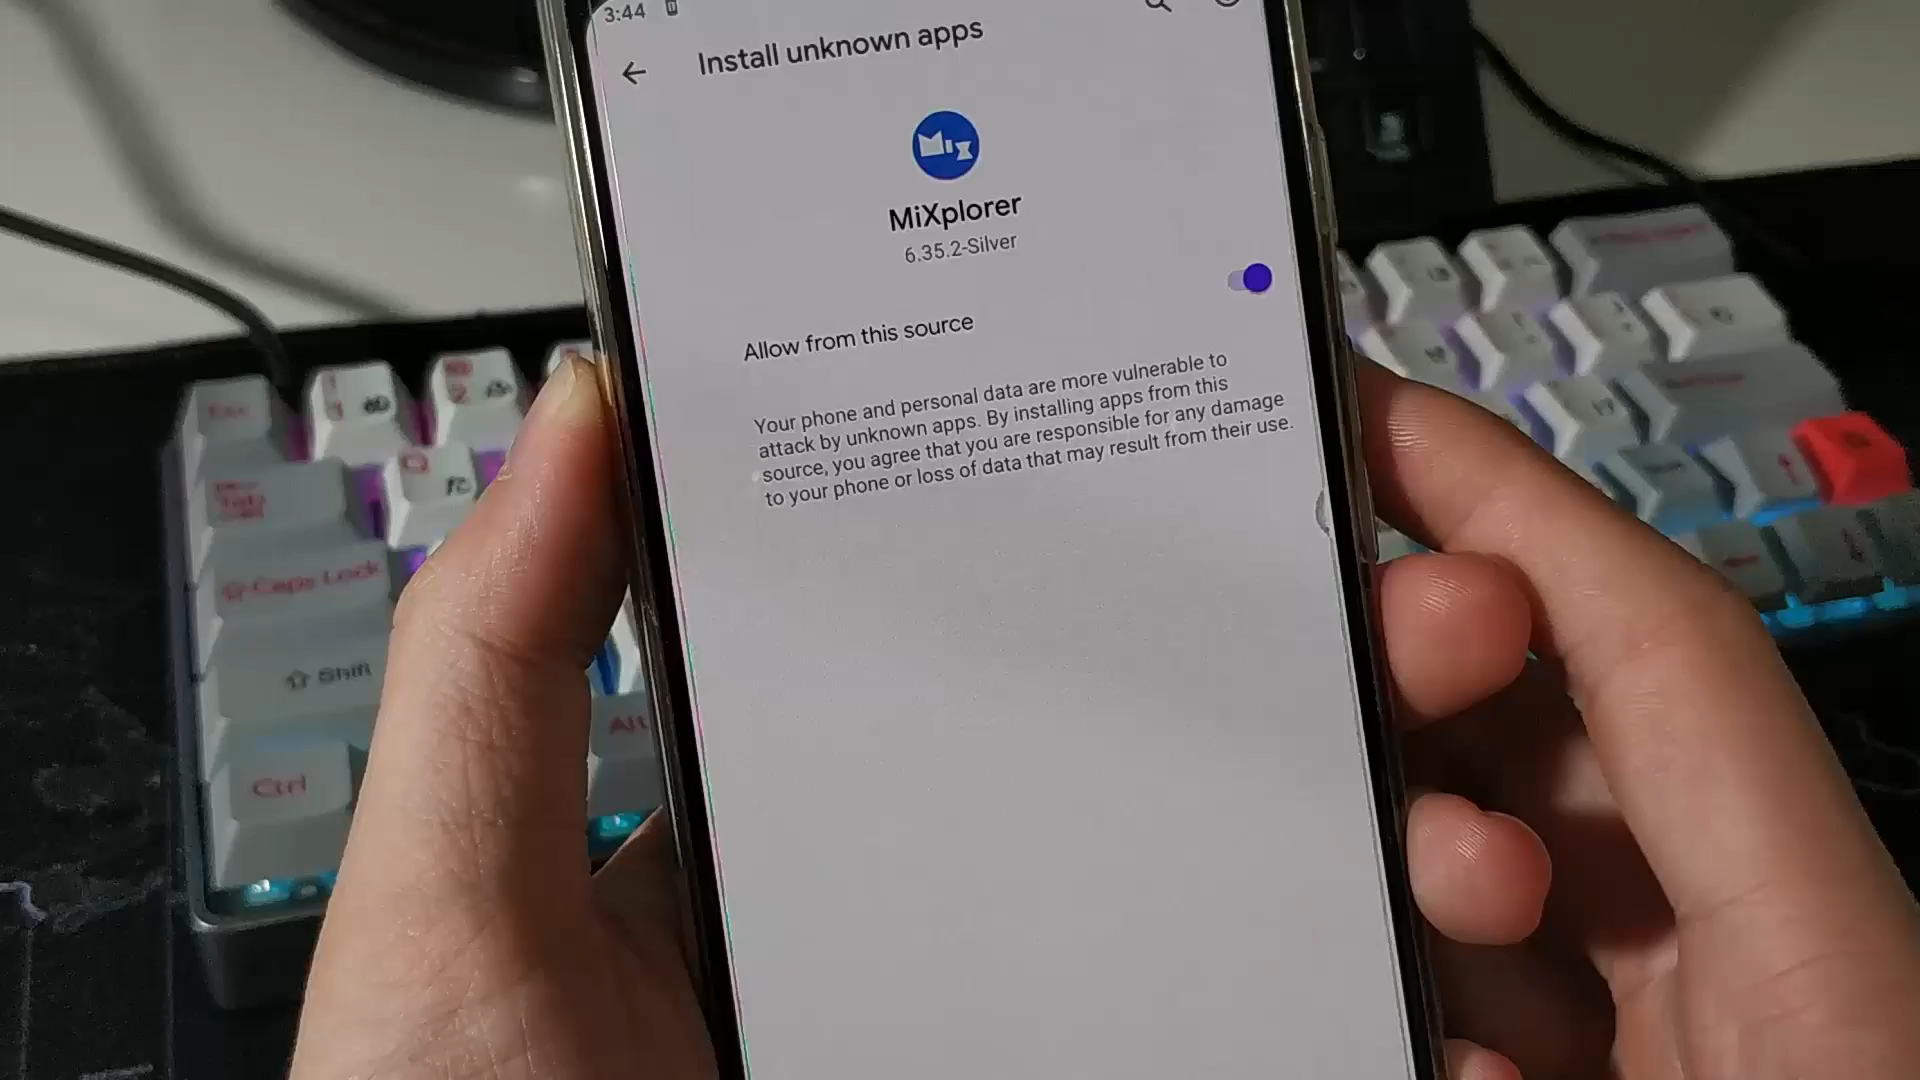 3:44
Install unknown apps
MiXplorer
6.35.2-Silver
Allow from this source
Your phone and personal data are more vulnerable to
attack by unknown apps. By installing apps from this
source, you agree that you are responsible for any damage
to your phone or loss of data that may result from their use.
Esc
1
2
Tab
Q
Caps Lock
Shift
Ctrl
Alt